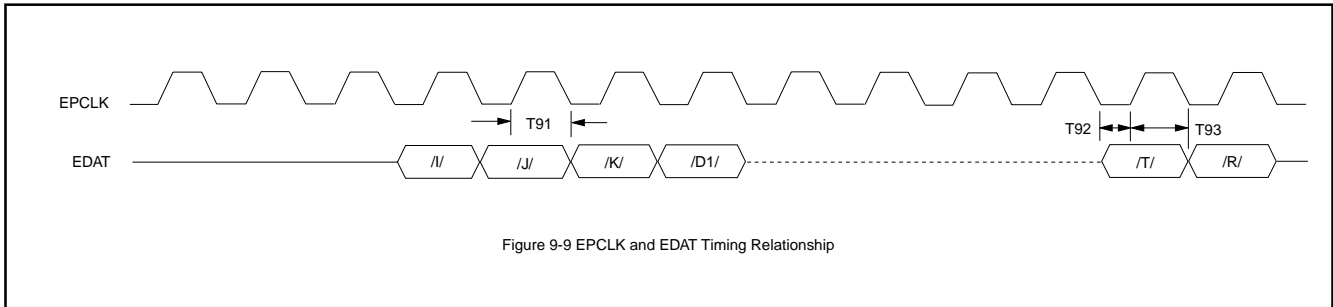 EPCLK
T91
T92
T93
EDAT
/I/
/J/
/K/
/D1/
/T/
/R/
Figure 9-9 EPCLK and EDAT Timing Relationship